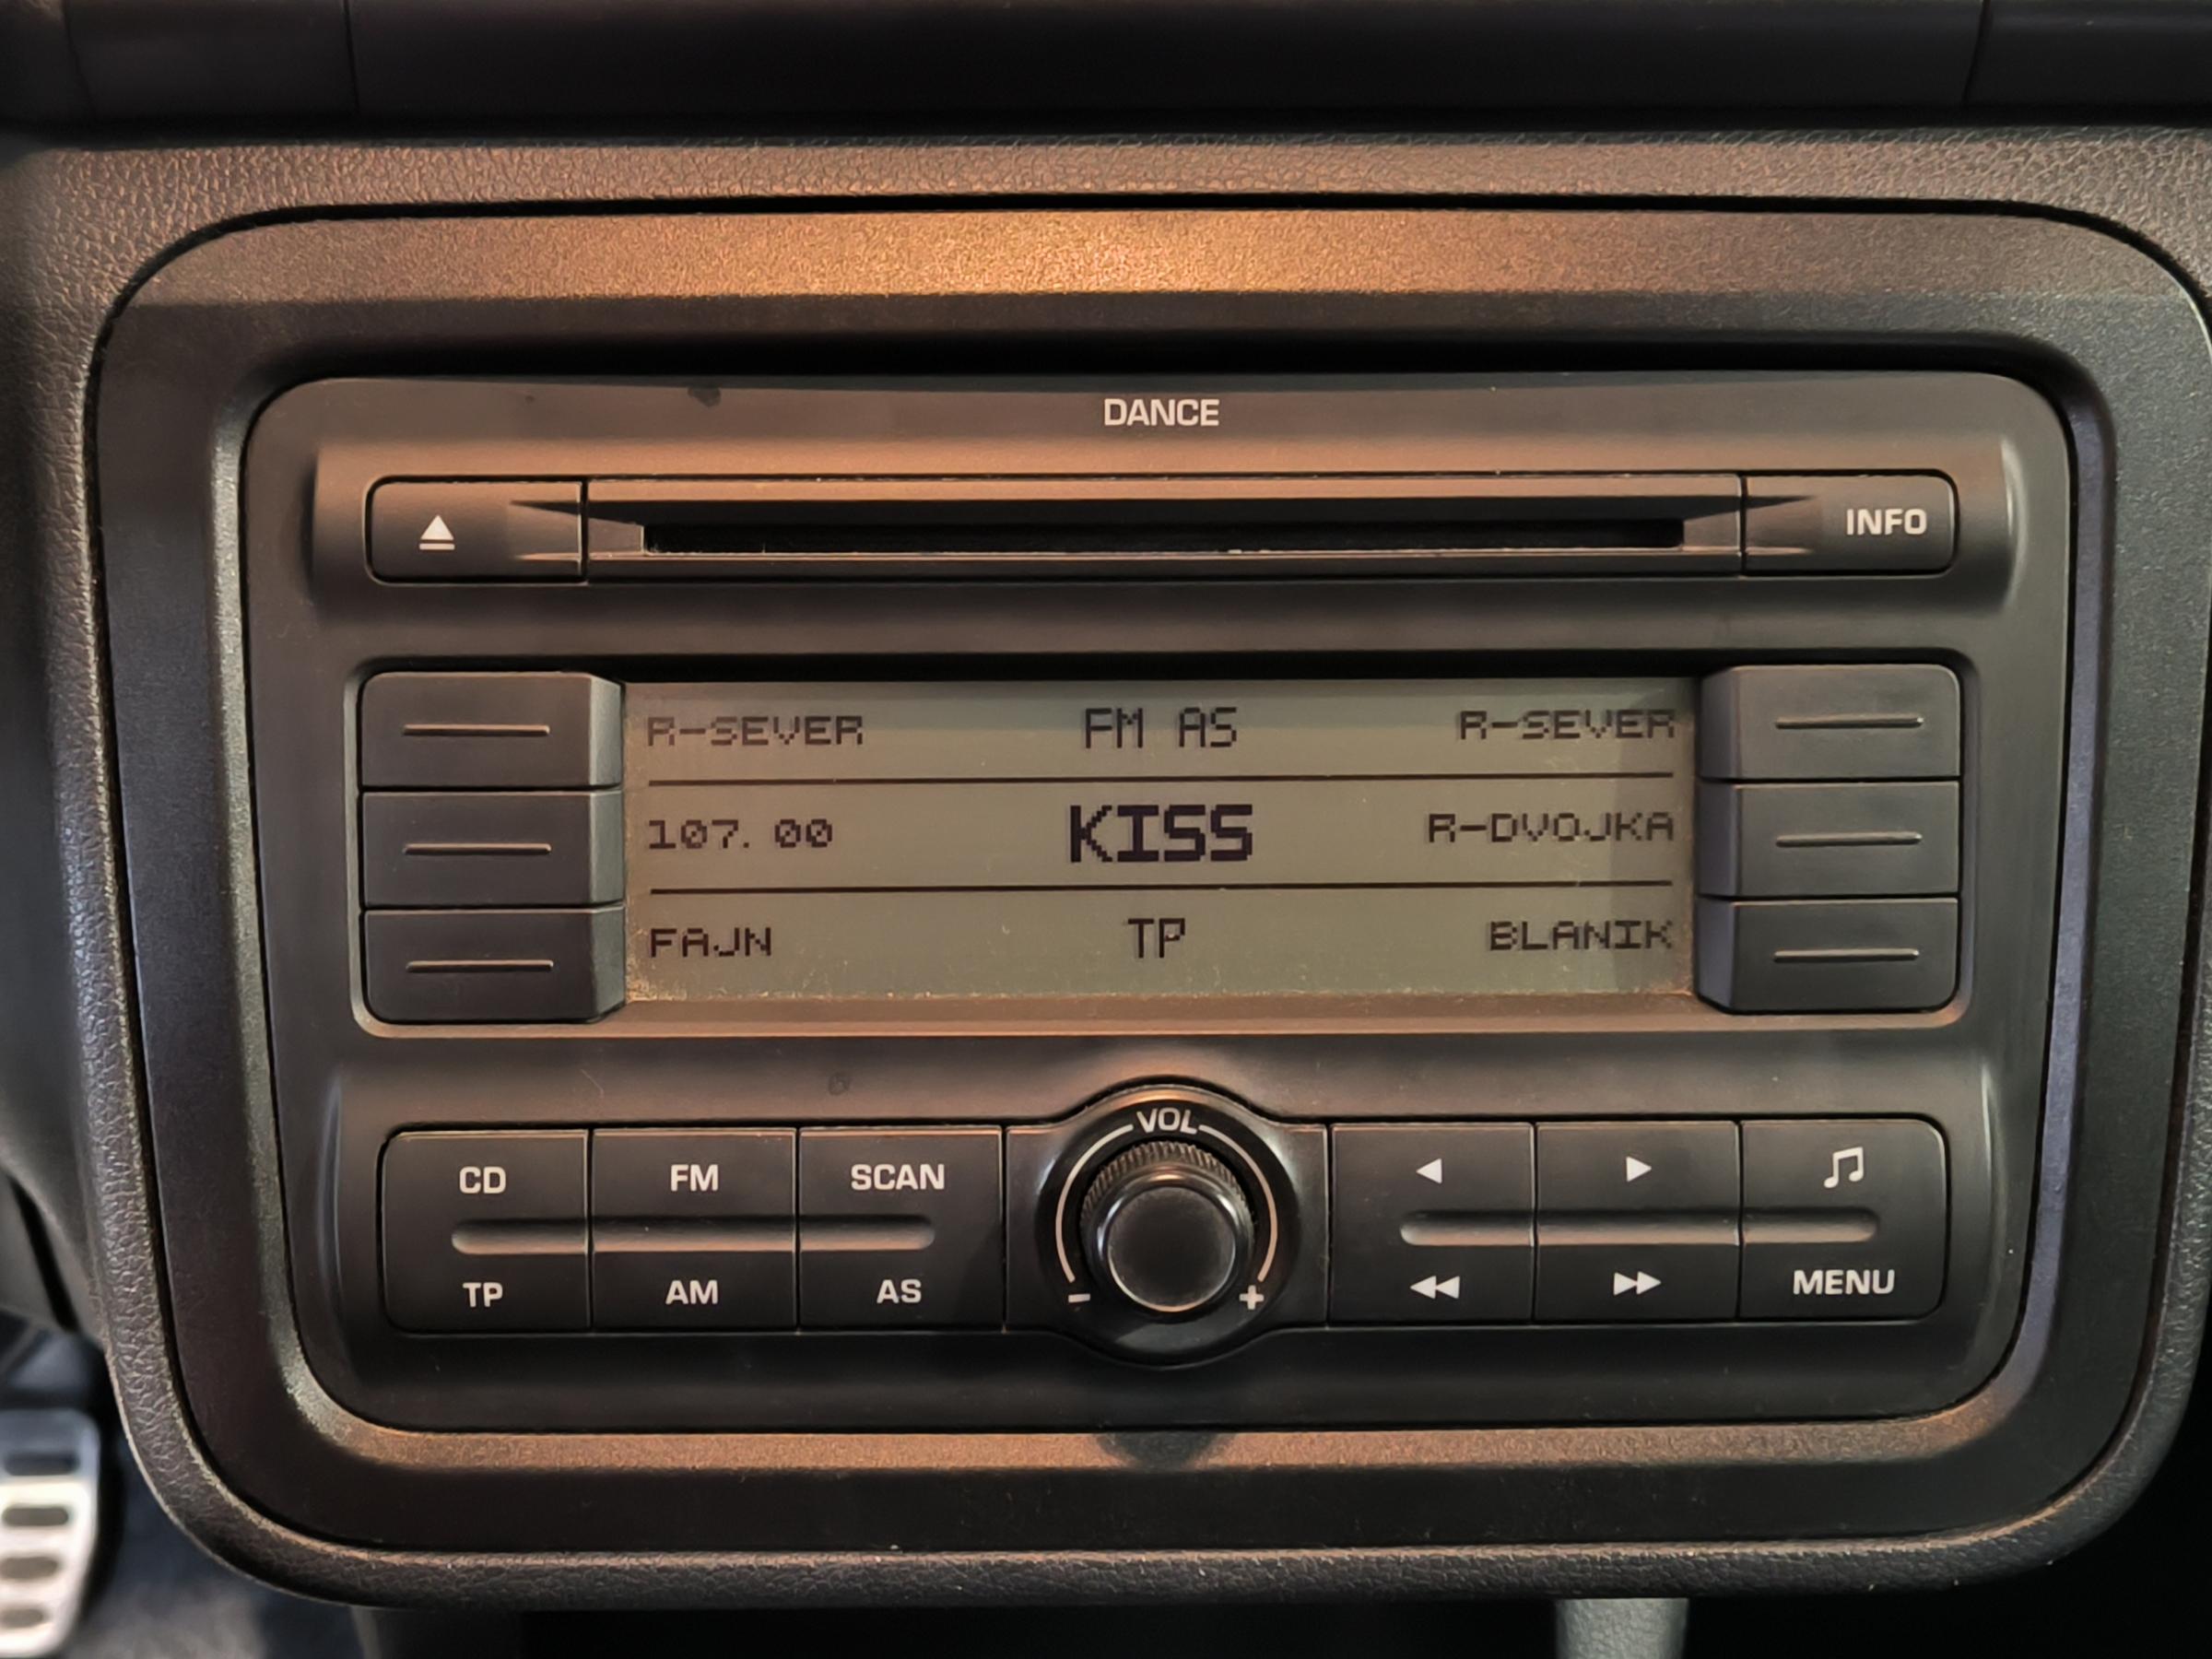 DANCE
INFO
R-SEVER FM AS R-SEVER
107.00 KISS R-DVOJKA
FAJN TP BLANIK
VOL
CD FM SCAN
TP AM AS - + MENU